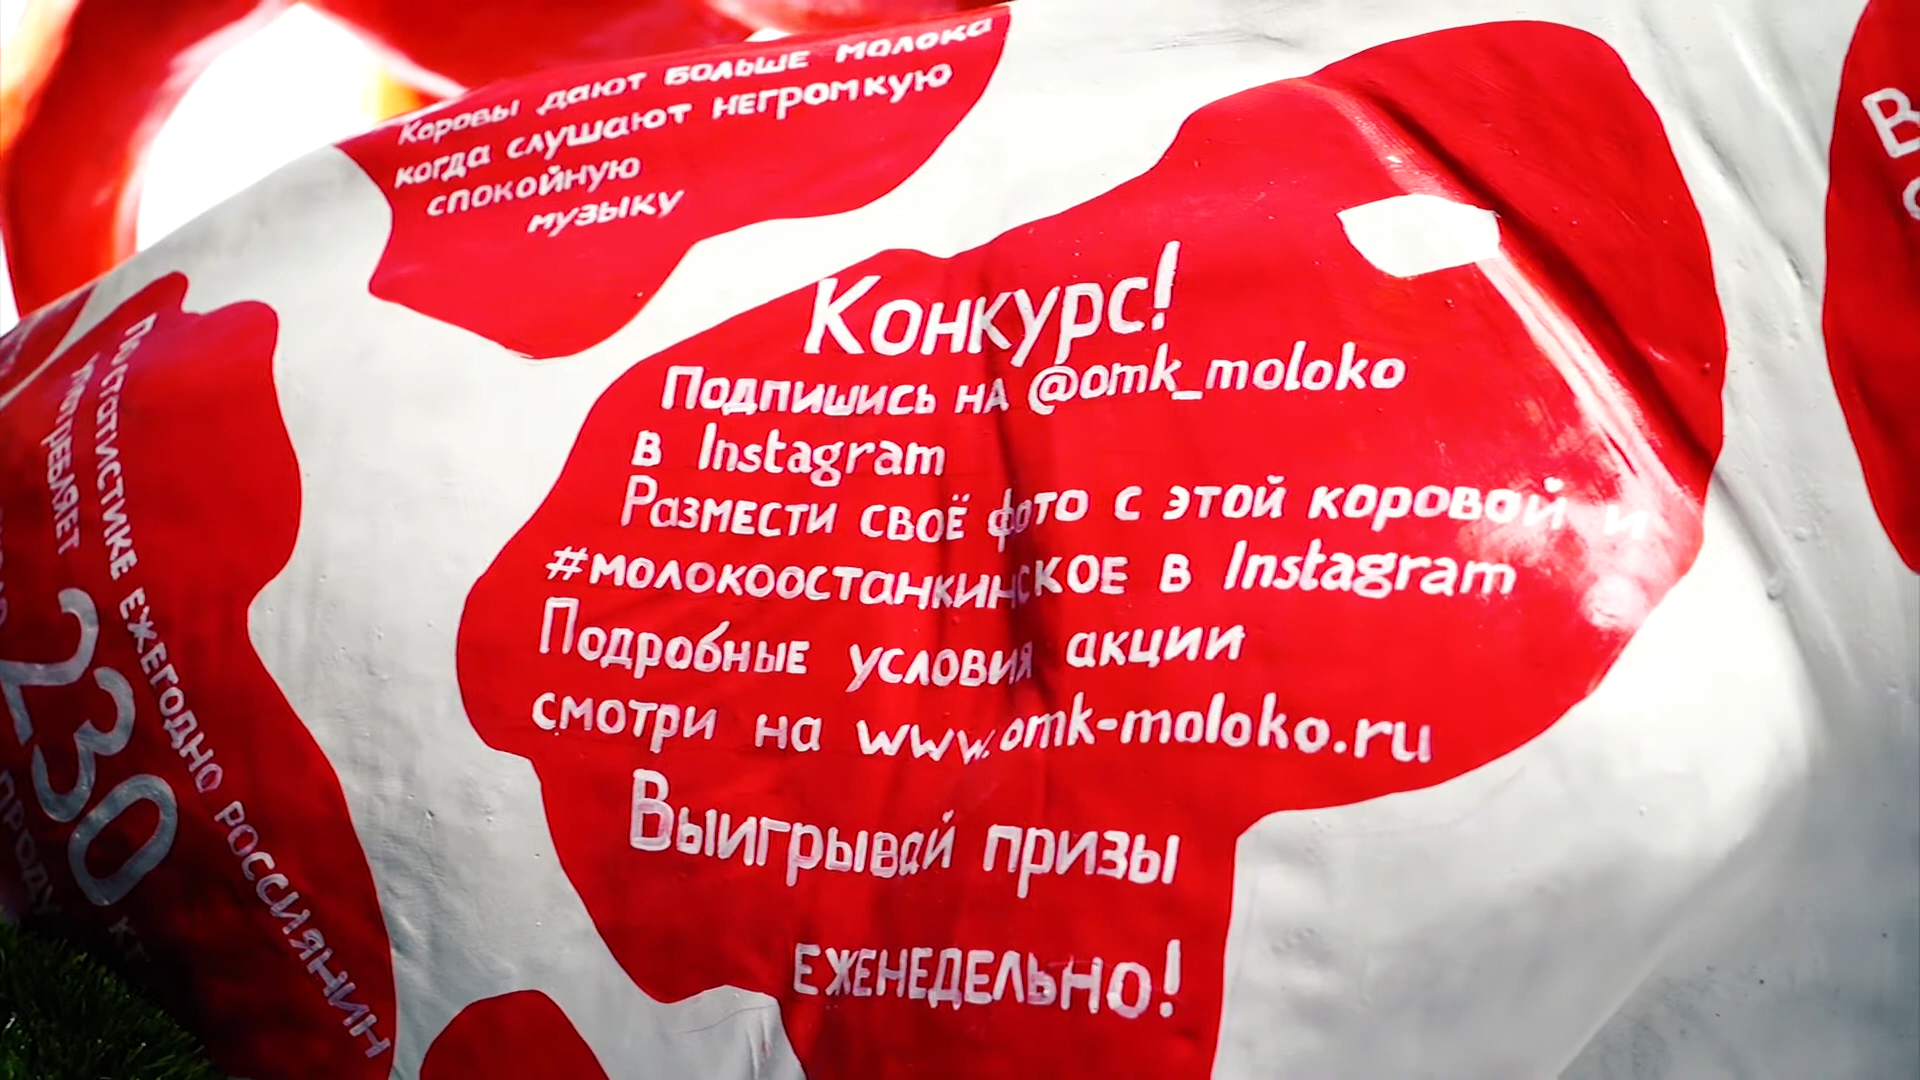 Коровы дают больше молока
когда слушают негромкую
спокойную
музыку
Конкурс!
Подпишись на @omk_moloko
в Instagram
Размести своё фото с этой коровой и
#молокоостанкинское в Instagram
Подробные условия акции
смотри на www.omk-moloko.ru
Выигрывай призы
еженедельно!
По статистике ежегодно россиянин
потребляет
230 кг